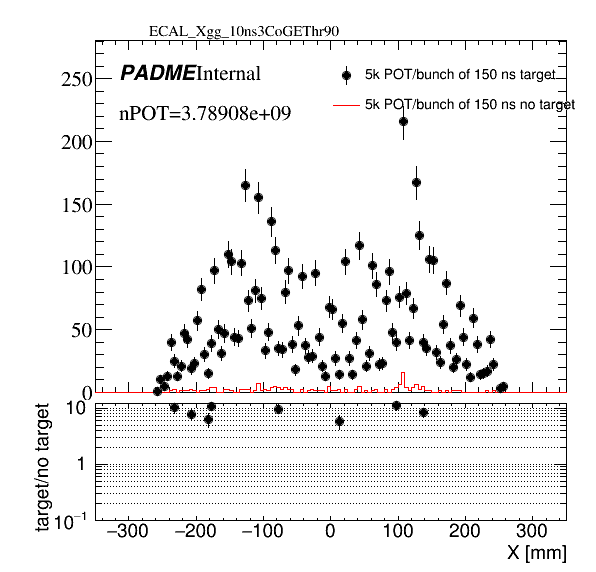 ECAL_Xgg_10ns3CoGEThr90
PADME Internal
nPOT=3.78908e+09
5k POT/bunch of 150 ns target
5k POT/bunch of 150 ns no target
250
200
150
100
50
0
10
1
10⁻¹
target/no target
−300 −200 −100 0 100 200 300
X [mm]